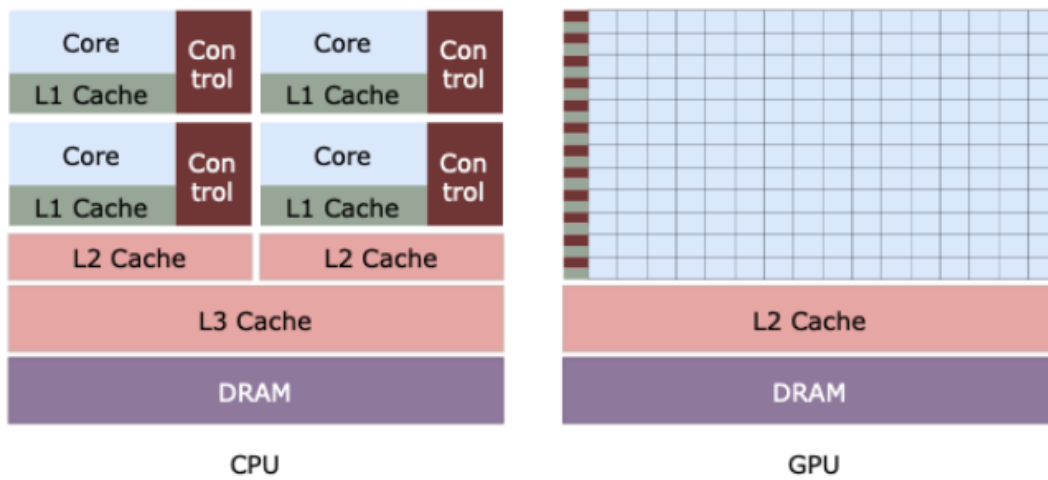 Core
Con
trol
L1 Cache
Core
Con
trol
L1 Cache
Core
Con
trol
L1 Cache
Core
Con
trol
L1 Cache
L2 Cache
L2 Cache
L3 Cache
DRAM
CPU
L2 Cache
DRAM
GPU